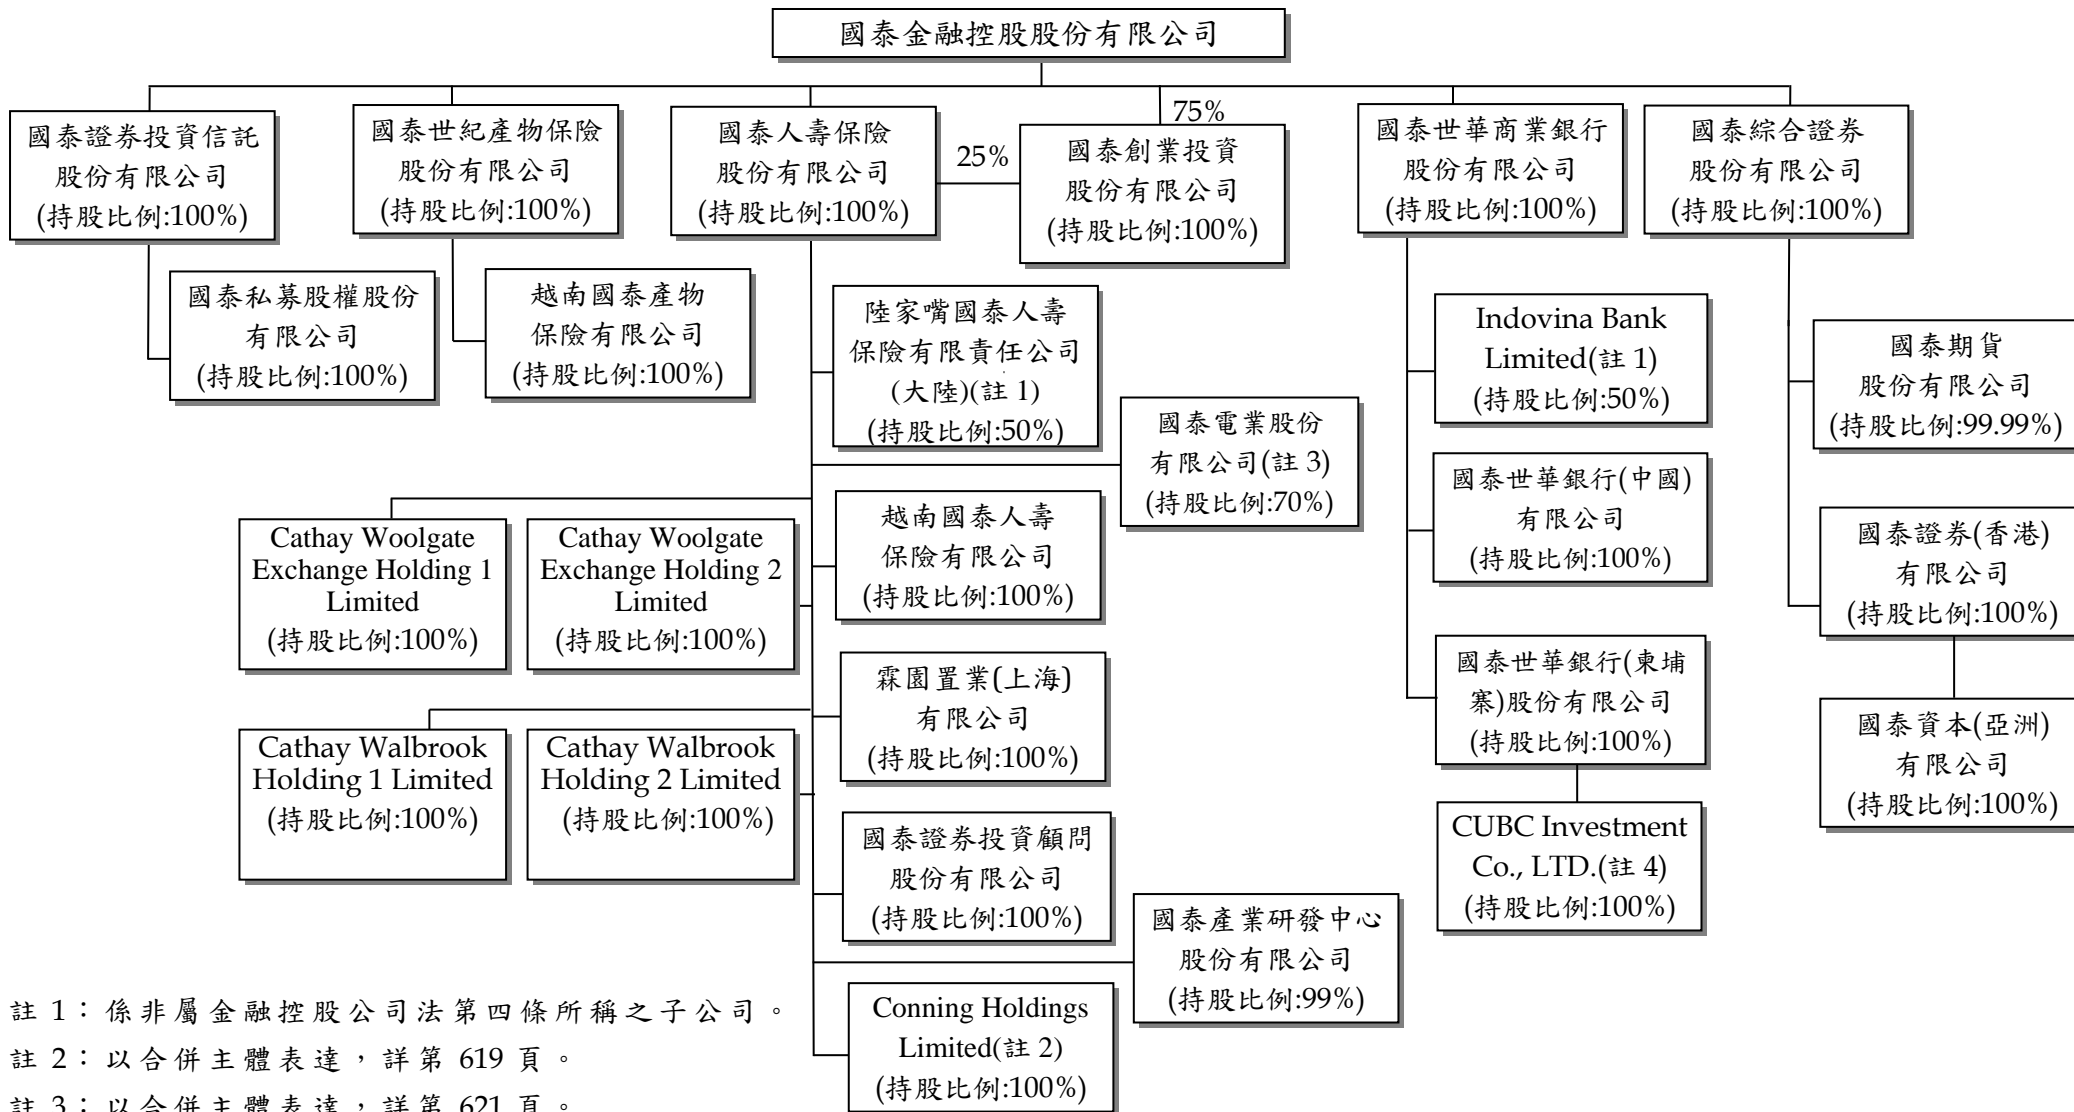 國泰金融控股股份有限公司
國泰證券投資信託
股份有限公司
(持股比例:100%)
國泰世紀產物保險
股份有限公司
(持股比例:100%)
國泰人壽保險
股份有限公司
(持股比例:100%)
25%
75%
國泰創業投資
股份有限公司
(持股比例:100%)
國泰世華商業銀行
股份有限公司
(持股比例:100%)
國泰綜合證券
股份有限公司
(持股比例:100%)
國泰私募股權股份
有限公司
(持股比例:100%)
越南國泰產物
保險有限公司
(持股比例:100%)
陸家嘴國泰人壽
保險有限責任公司
(大陸)(註 1)
(持股比例:50%)
國泰電業股份
有限公司(註 3)
(持股比例:70%)
Indovina Bank
Limited(註 1)
(持股比例:50%)
國泰期貨
股份有限公司
(持股比例:99.99%)
Cathay Woolgate
Exchange Holding 1
Limited
(持股比例:100%)
Cathay Woolgate
Exchange Holding 2
Limited
(持股比例:100%)
越南國泰人壽
保險有限公司
(持股比例:100%)
國泰世華銀行(中國)
有限公司
(持股比例:100%)
國泰證券(香港)
有限公司
(持股比例:100%)
霖園置業(上海)
有限公司
(持股比例:100%)
國泰世華銀行(柬埔
寨)股份有限公司
(持股比例:100%)
國泰資本(亞洲)
有限公司
(持股比例:100%)
Cathay Walbrook
Holding 1 Limited
(持股比例:100%)
Cathay Walbrook
Holding 2 Limited
(持股比例:100%)
國泰證券投資顧問
股份有限公司
(持股比例:100%)
CUBC Investment
Co., LTD.(註 4)
(持股比例:100%)
國泰產業研發中心
股份有限公司
(持股比例:99%)
Conning Holdings
Limited(註 2)
(持股比例:100%)
註 1：係非屬金融控股公司法第四條所稱之子公司。
註 2：以合併主體表達，詳第 619 頁。
註 3：以合併主體表達，詳第 621 頁。